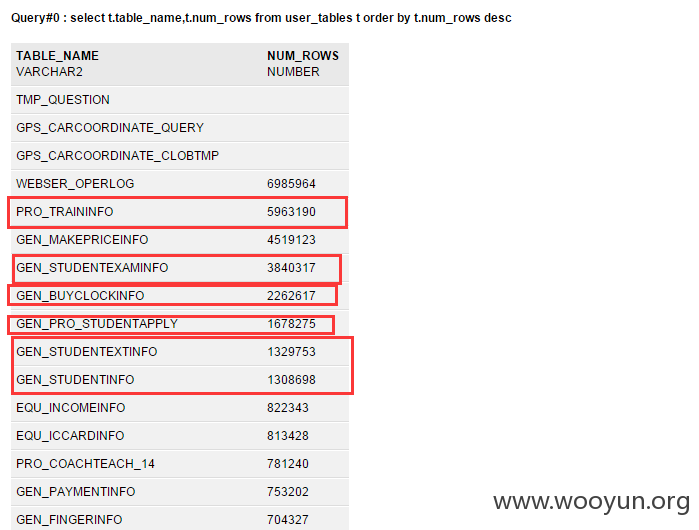 Query#0 : select t.table_name,t.num_rows from user_tables t order by t.num_rows desc
TABLE_NAME NUM_ROWS
VARCHAR2 NUMBER
TMP_QUESTION
GPS_CARCOORDINATE_QUERY
GPS_CARCOORDINATE_CLOBTMP
WEBSER_OPERLOG 6985964
PRO_TRAININFO 5963190
GEN_MAKEPRICEINFO 4519123
GEN_STUDENTEXAMINFO 3840317
GEN_BUYCLOCKINFO 2262617
GEN_PRO_STUDENTAPPLY 1678275
GEN_STUDENTEXTINFO 1329753
GEN_STUDENTINFO 1308698
EQU_INCOMEINFO 822343
EQU_ICCARDINFO 813428
PRO_COACHTEACH_14 781240
GEN_PAYMENTINFO 753202
GEN_FINGERINFO 704327
www.wooyun.org